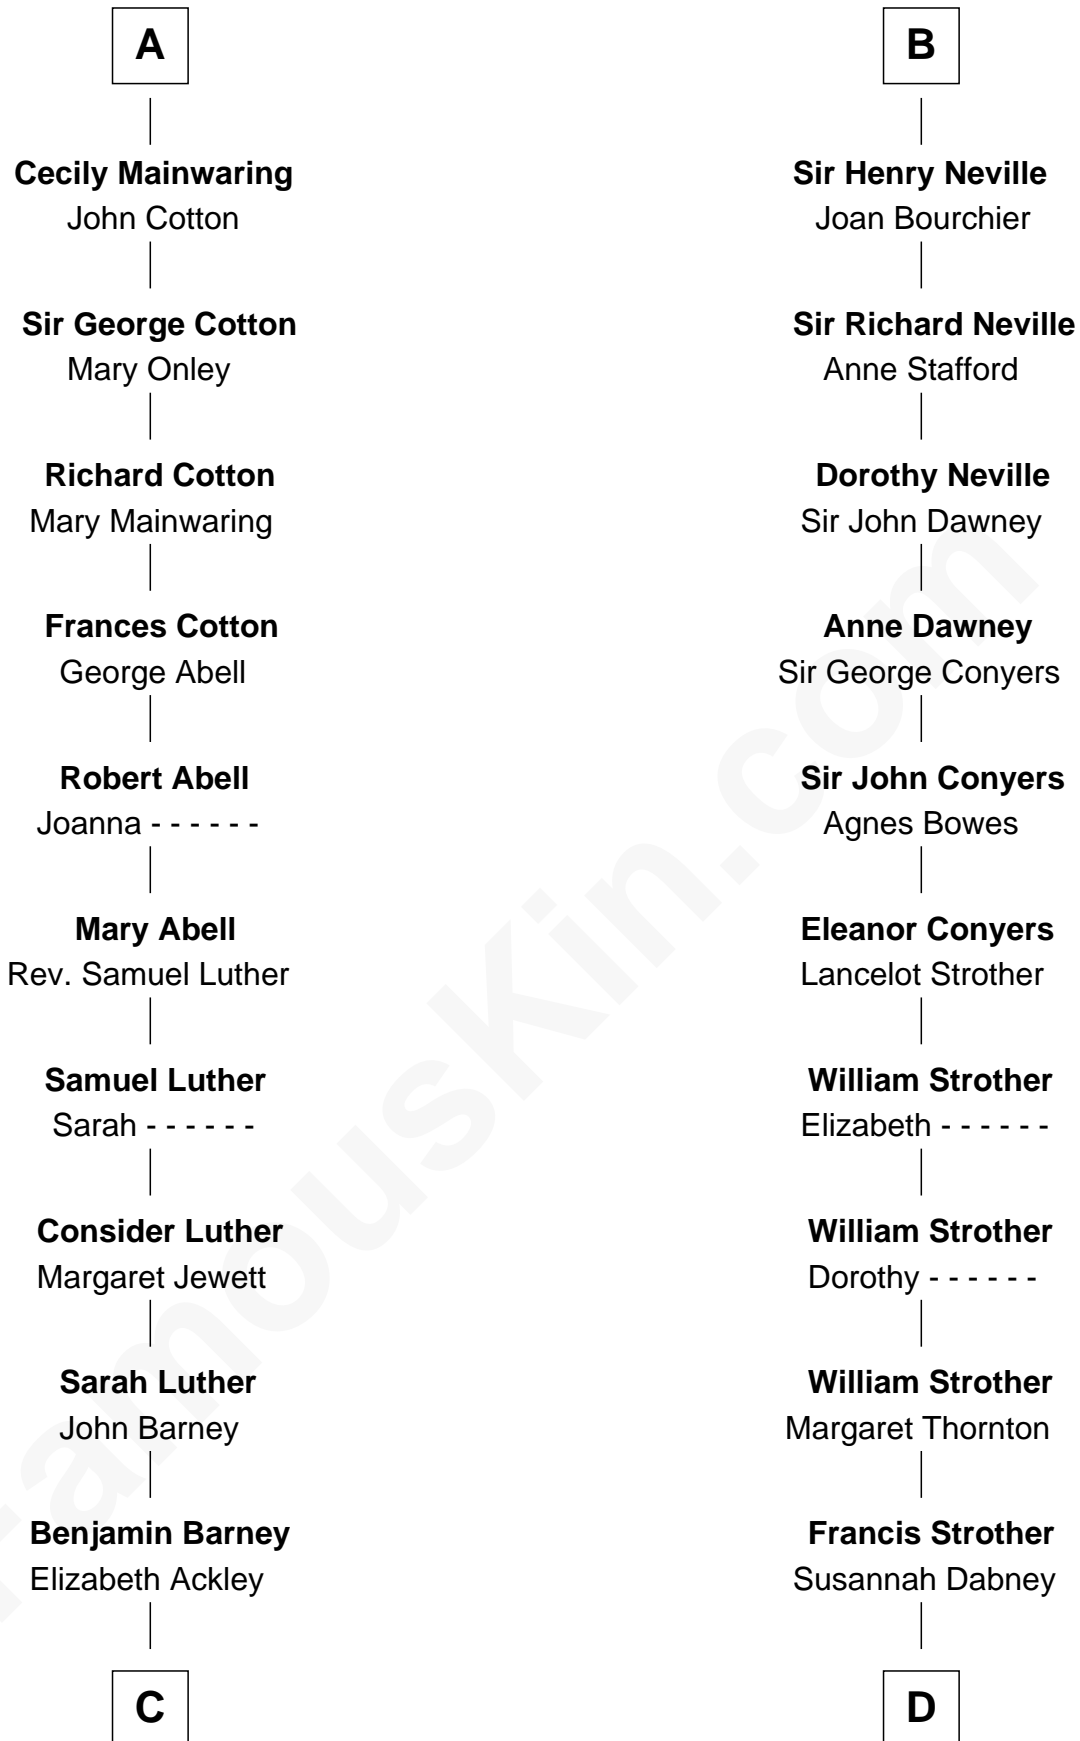 A
Cecily Mainwaring
John Cotton
Sir George Cotton
Mary Onley
Richard Cotton
Mary Mainwaring
Frances Cotton
George Abell
Robert Abell
Joanna - - - - - -
Mary Abell
Rev. Samuel Luther
Samuel Luther
Sarah - - - - - -
Consider Luther
Margaret Jewett
Sarah Luther
John Barney
Benjamin Barney
Elizabeth Ackley
C
B
Sir Henry Neville
Joan Bourchier
Sir Richard Neville
Anne Stafford
Dorothy Neville
Sir John Dawney
Anne Dawney
Sir George Conyers
Sir John Conyers
Agnes Bowes
Eleanor Conyers
Lancelot Strother
William Strother
Elizabeth - - - - - -
William Strother
Dorothy - - - - - -
William Strother
Margaret Thornton
Francis Strother
Susannah Dabney
D
FamousKin.com